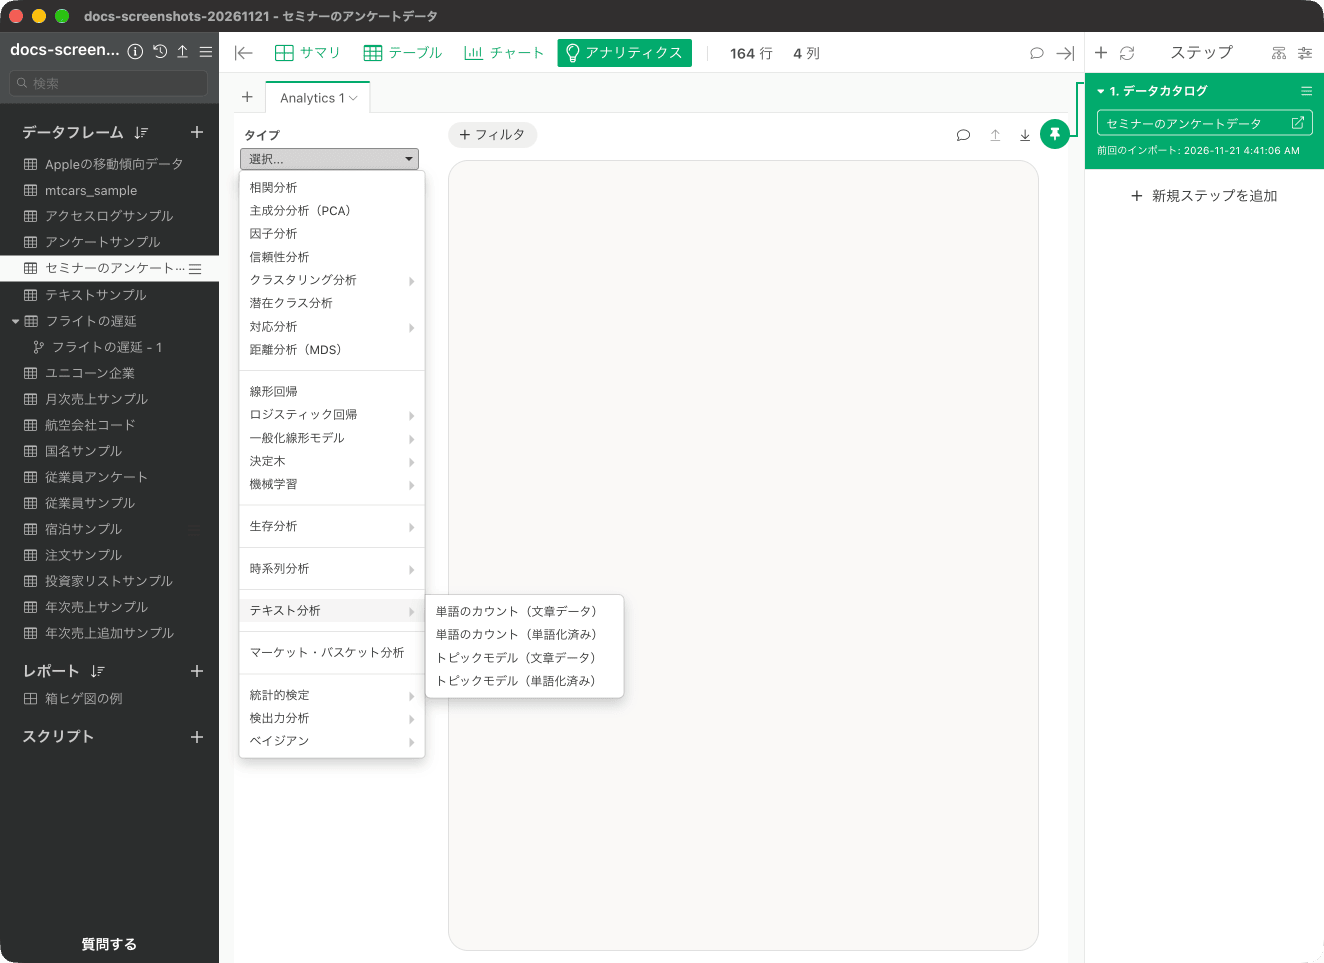 docs-screenshots-20261121 - セミナーのアンケートデータ
docs-screen...
検索
データフレーム
Appleの移動傾向データ
mtcars_sample
アクセスログサンプル
アンケートサンプル
セミナーのアンケート…
テキストサンプル
フライトの遅延
フライトの遅延 - 1
ユニコーン企業
月次売上サンプル
航空会社コード
国名サンプル
従業員アンケート
従業員サンプル
宿泊サンプル
注文サンプル
投資家リストサンプル
年次売上サンプル
年次売上追加サンプル
レポート
箱ヒゲ図の例
スクリプト
質問する
サマリ
テーブル
チャート
アナリティクス
164 行
4 列
Analytics 1
タイプ
選択...
フィルタ
相関分析
主成分分析（PCA）
因子分析
信頼性分析
クラスタリング分析
潜在クラス分析
対応分析
距離分析（MDS）
線形回帰
ロジスティック回帰
一般化線形モデル
決定木
機械学習
生存分析
時系列分析
テキスト分析
マーケット・バスケット分析
統計的検定
検出力分析
ベイジアン
単語のカウント（文章データ）
単語のカウント（単語化済み）
トピックモデル（文章データ）
トピックモデル（単語化済み）
ステップ
1. データカタログ
セミナーのアンケートデータ
前回のインポート: 2026-11-21 4:41:06 AM
新規ステップを追加